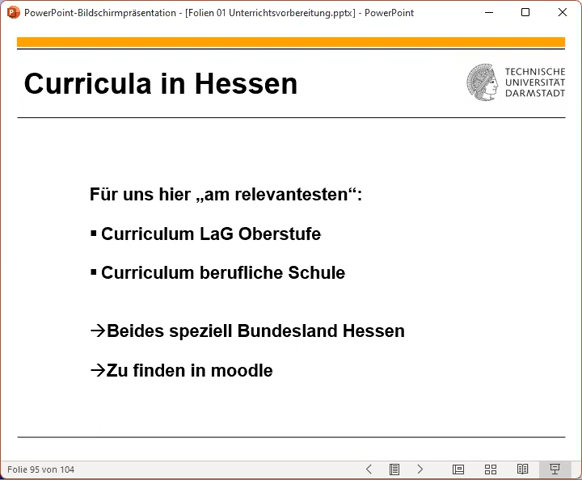 PowerPoint-Bildschirmpräsentation - [Folien 01 Unterrichtsvorbereitung.pptx] - PowerPoint
Curricula in Hessen
TECHNISCHE
UNIVERSITÄT
DARMSTADT
Für uns hier „am relevantesten“:
▪ Curriculum LaG Oberstufe
▪ Curriculum berufliche Schule
→Beides speziell Bundesland Hessen
→Zu finden in moodle
Folie 95 von 104